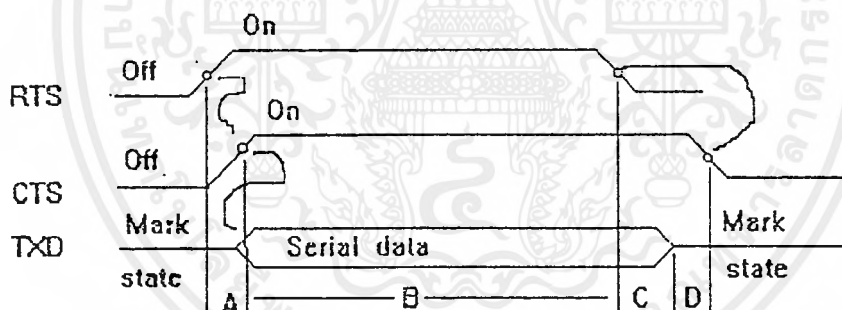 On
Off
RTS
On
Off
CTS
Mark
Mark
TXD
Serial data
state
state
A
B
C
D